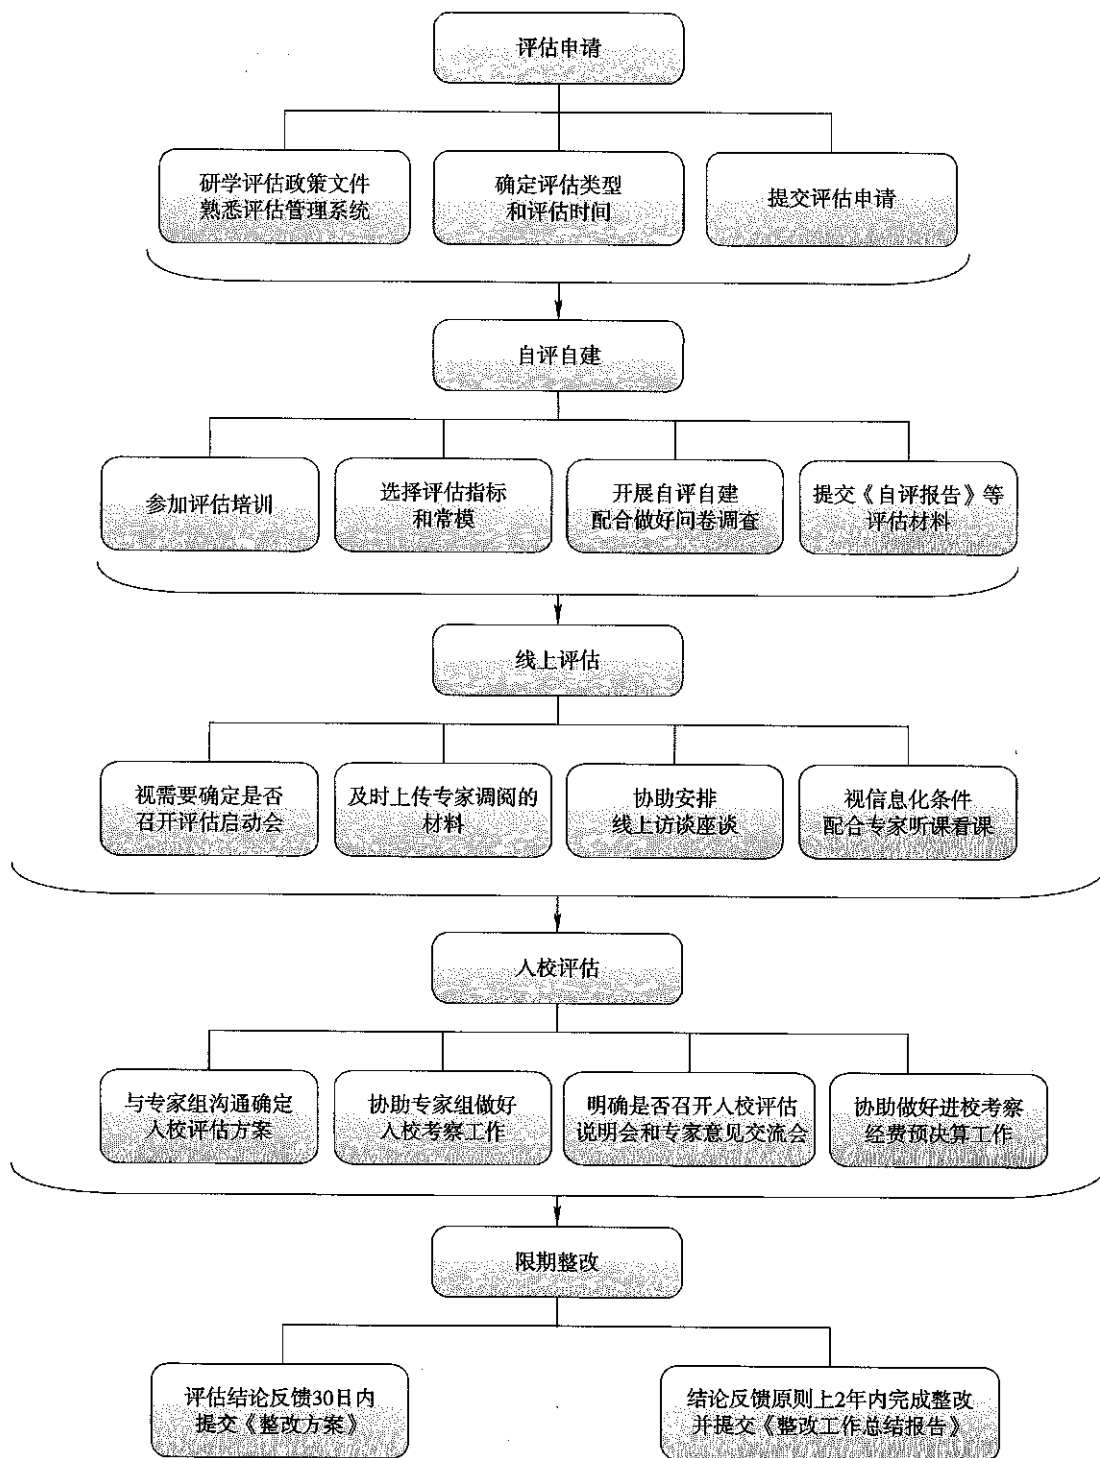 评估申请
研学评估政策文件
熟悉评估管理系统
确定评估类型
和评估时间
提交评估申请
自评自建
参加评估培训
选择评估指标
和常模
开展自评自建
配合做好问卷调查
提交《自评报告》等
评估材料
线上评估
视需要确定是否
召开评估启动会
及时上传专家调阅的
材料
协助安排
线上访谈座谈
视信息化条件
配合专家听课看课
入校评估
与专家组沟通确定
入校评估方案
协助专家组做好
入校考察工作
明确是否召开入校评估
说明会和专家意见交流会
协助做好进校考察
经费预决算工作
限期整改
评估结论反馈30日内
提交《整改方案》
结论反馈原则上2年内完成整改
并提交《整改工作总结报告》